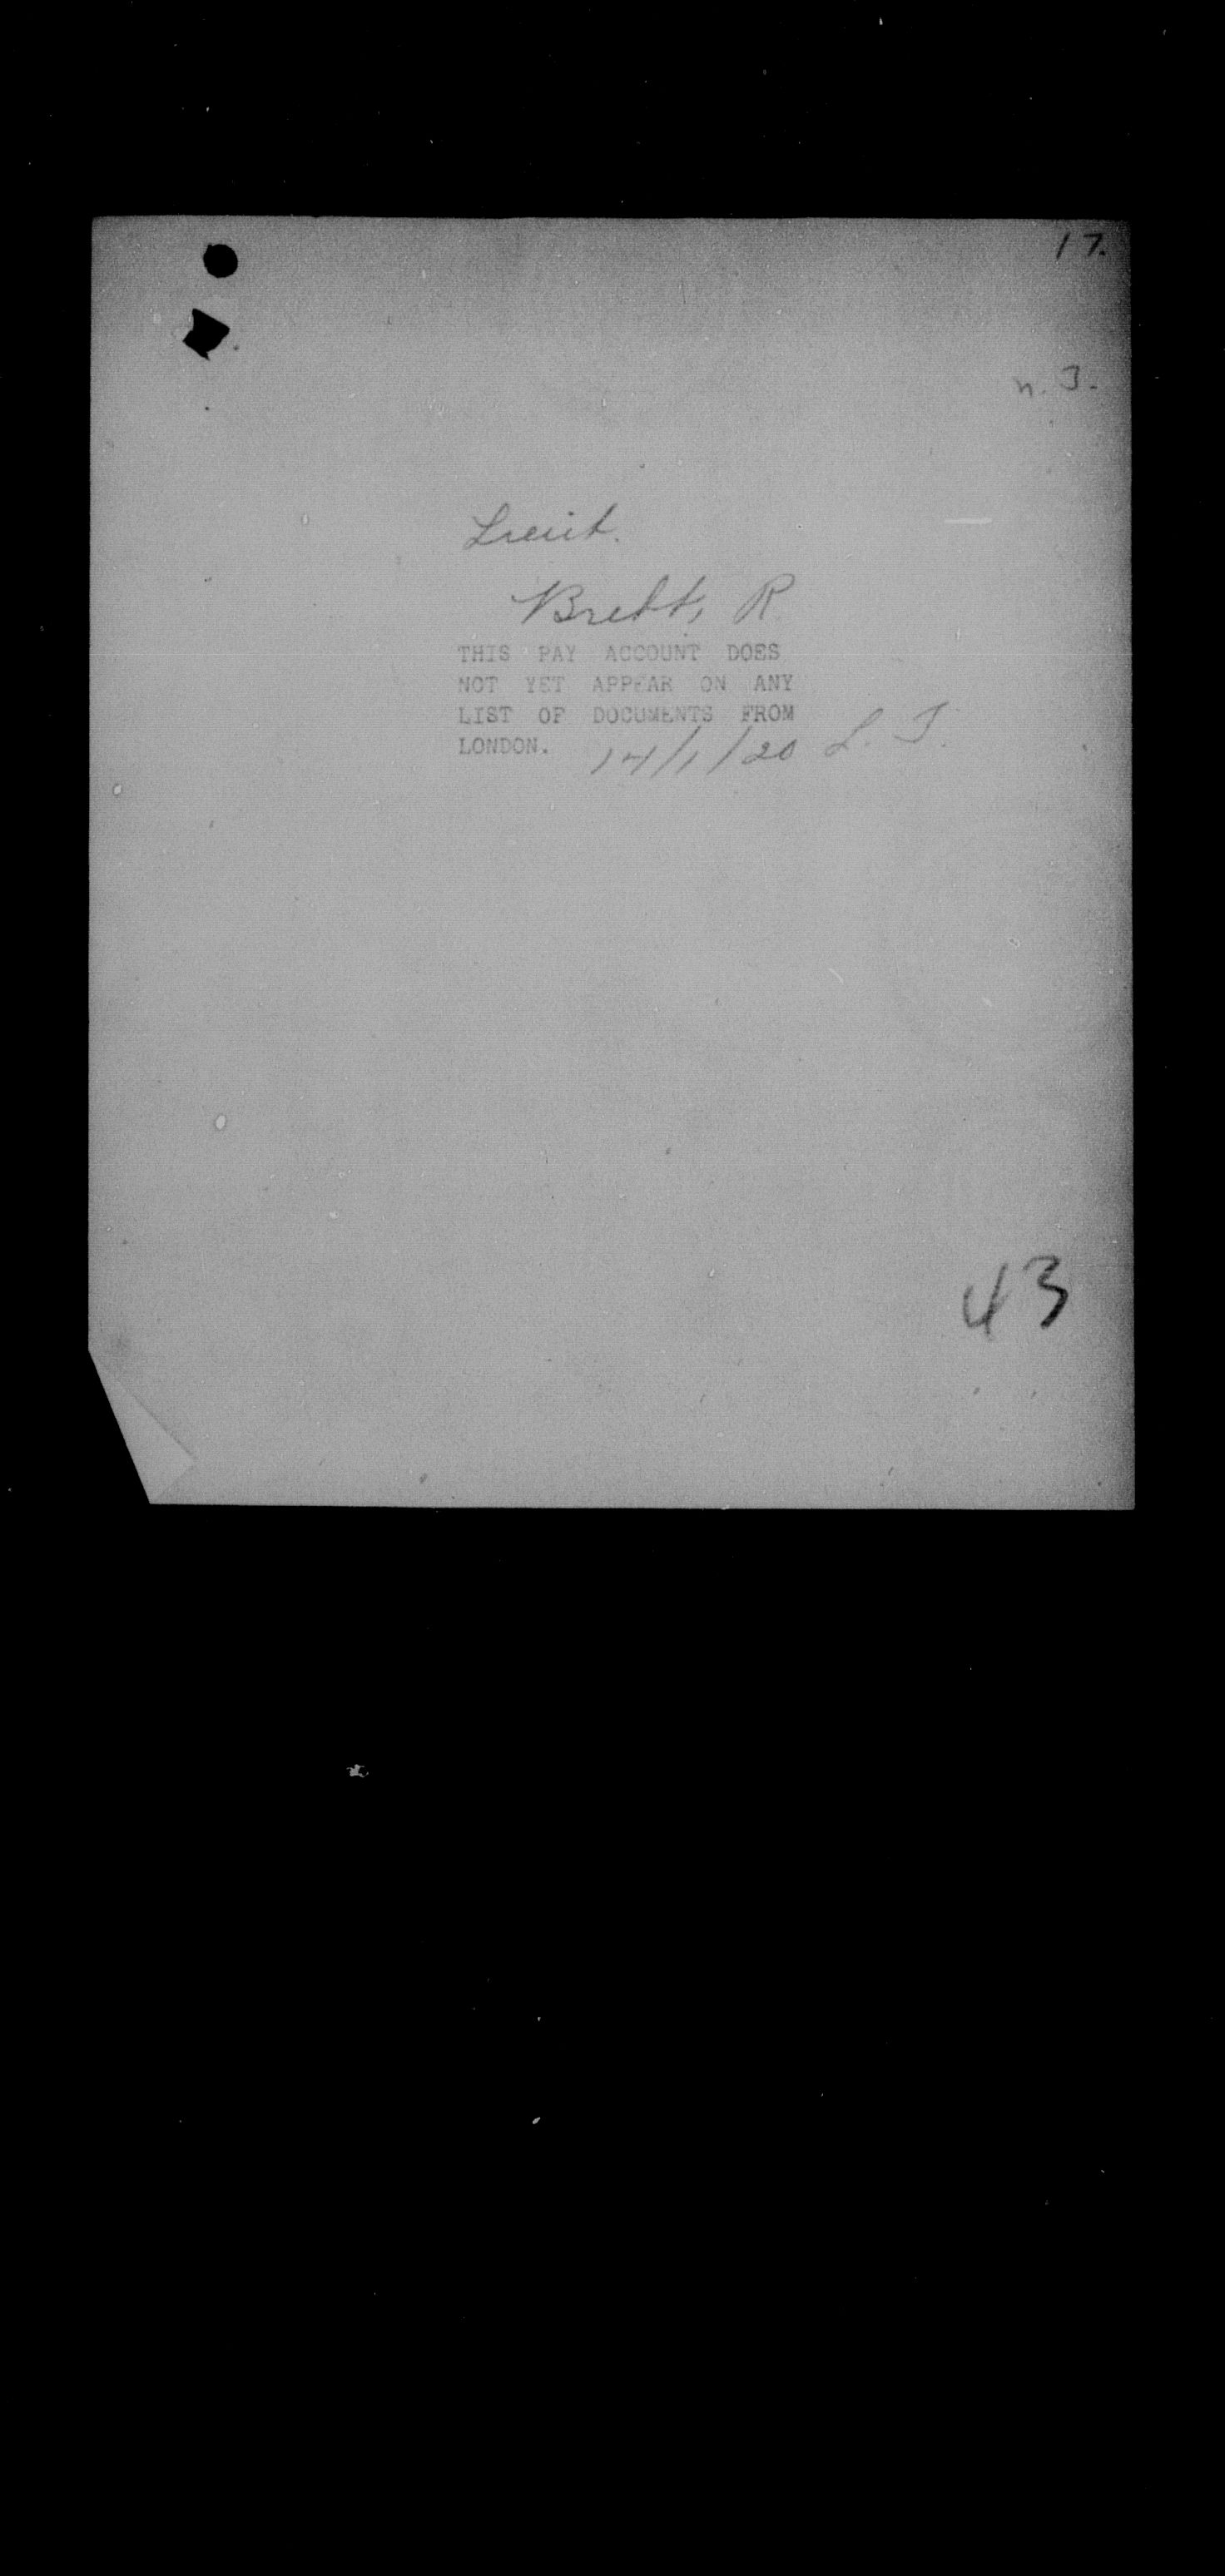 17.
n. J.
Lieut.
Brett, R
THIS PAY ACCOUNT DOES
NOT YET APPEAR ON ANY
LIST OF DOCUMENTS FROM
LONDON. 14/1/20 L. J.
43